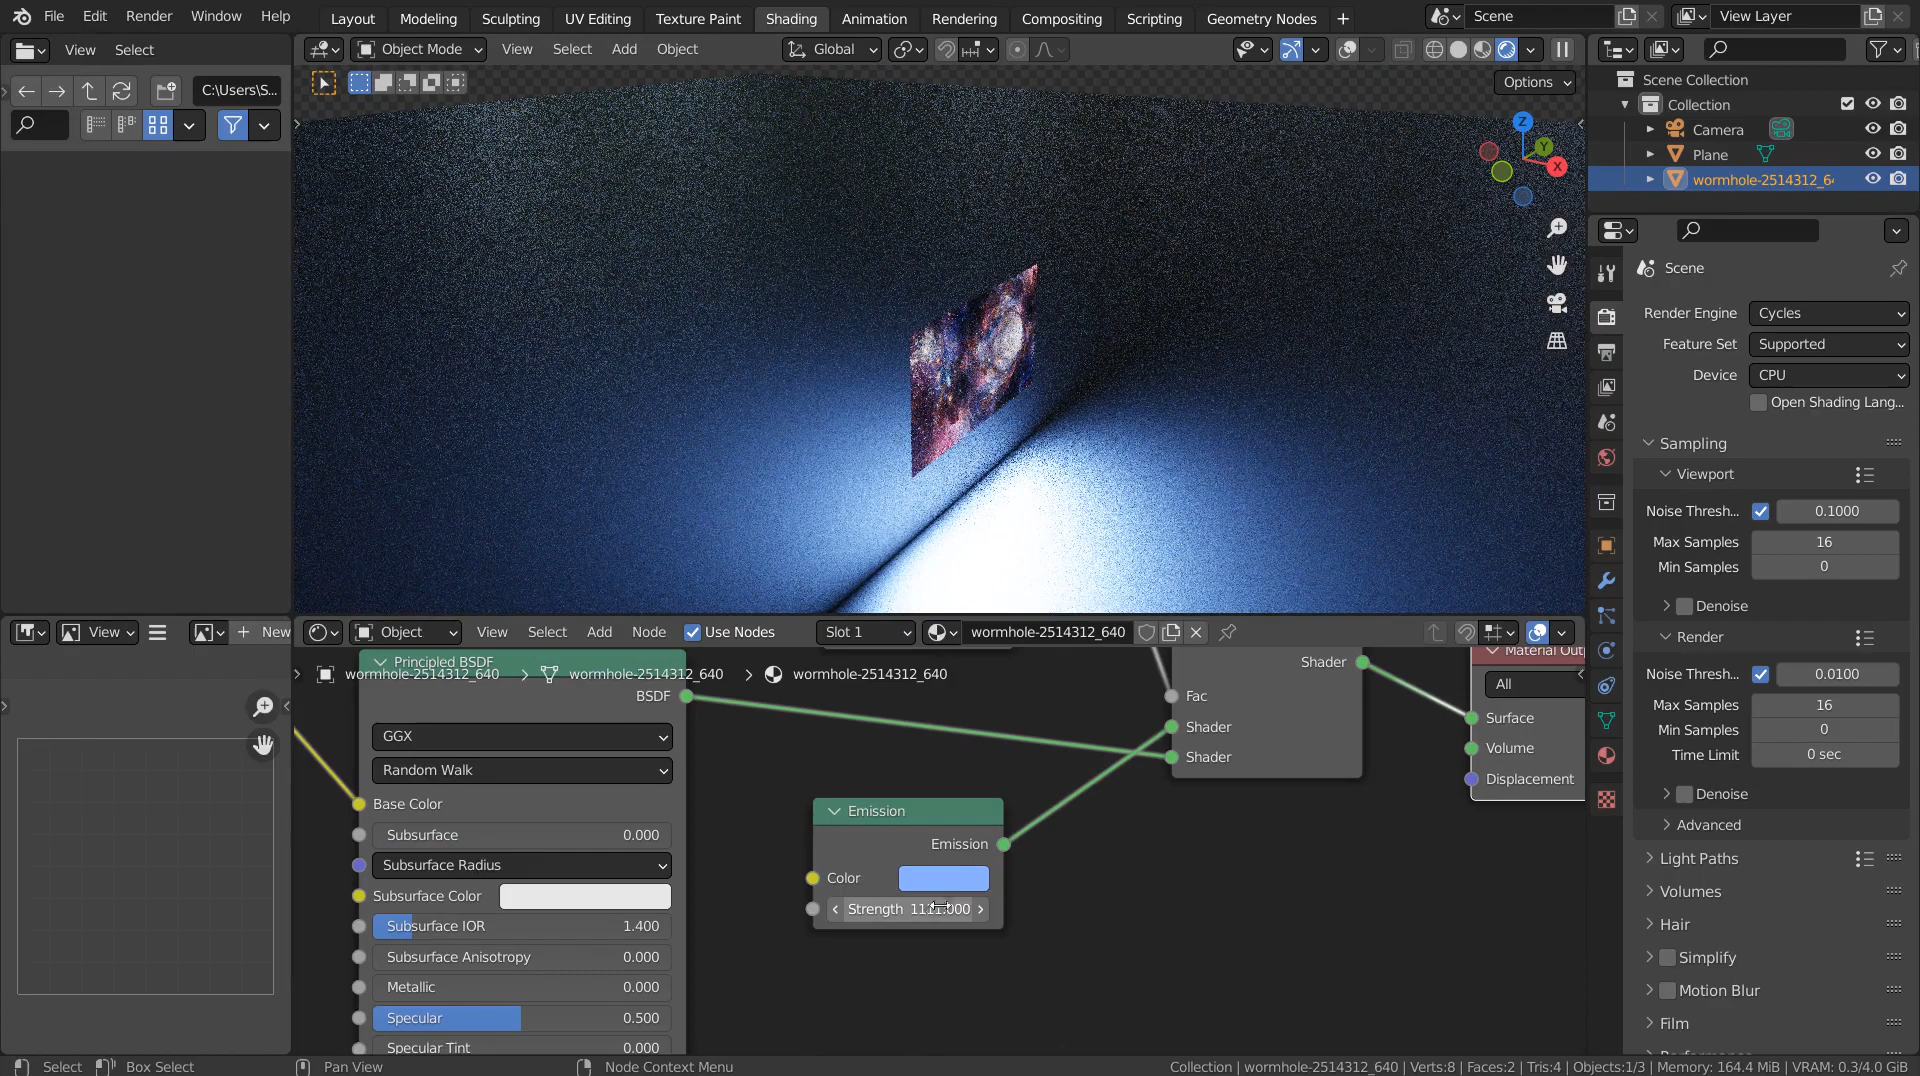 File Edit Render Window Help
Layout Modeling Sculpting UV Editing Texture Paint Shading Animation Rendering Compositing Scripting Geometry Nodes +
Scene
View Layer
View Select
Object Mode View Select Add Object
Global
Options
C:\Users\S...
Z
Y
X
Scene Collection
Collection
Camera
Plane
wormhole-2514312_64
Scene
Render Engine Cycles
Feature Set Supported
Device CPU
Open Shading Lang...
Sampling
Viewport
Noise Thresh... 0.1000
Max Samples 16
Min Samples 0
Denoise
Render
Noise Thresh... 0.0100
Max Samples 16
Min Samples 0
Time Limit 0 sec
Denoise
Advanced
Light Paths
Volumes
Hair
Simplify
Motion Blur
Film
View
New
Object View Select Add Node Use Nodes Slot 1 wormhole-2514312_640
Principled BSDF
wormhole-2514312_640 > wormhole-2514312_640 > wormhole-2514312_640
BSDF
GGX
Random Walk
Base Color
Subsurface 0.000
Subsurface Radius
Subsurface Color
Subsurface IOR 1.400
Subsurface Anisotropy 0.000
Metallic 0.000
Specular 0.500
Specular Tint 0.000
Emission
Emission
Color
Strength
Shader
Fac
Shader
Shader
Material Outp
All
Surface
Volume
Displacement
Select Box Select Pan View Node Context Menu
Collection | wormhole-2514312_640 | Verts:8 | Faces:2 | Tris:4 | Objects:1/3 | Memory: 164.4 MiB | VRAM: 0.3/4.0 GiB